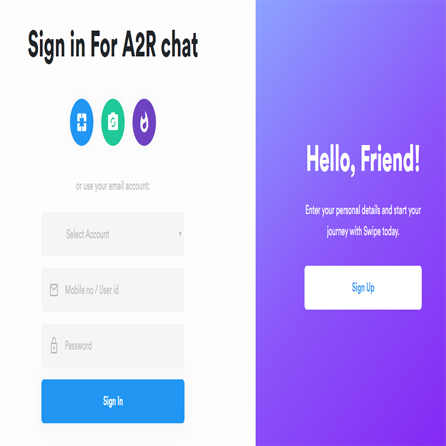 Sign in For A2R chat
or use your email account:
Select Account
Mobile no / User id
Password
Sign In
Hello, Friend!
Enter your personal details and start your
journey with Swipe today.
Sign Up